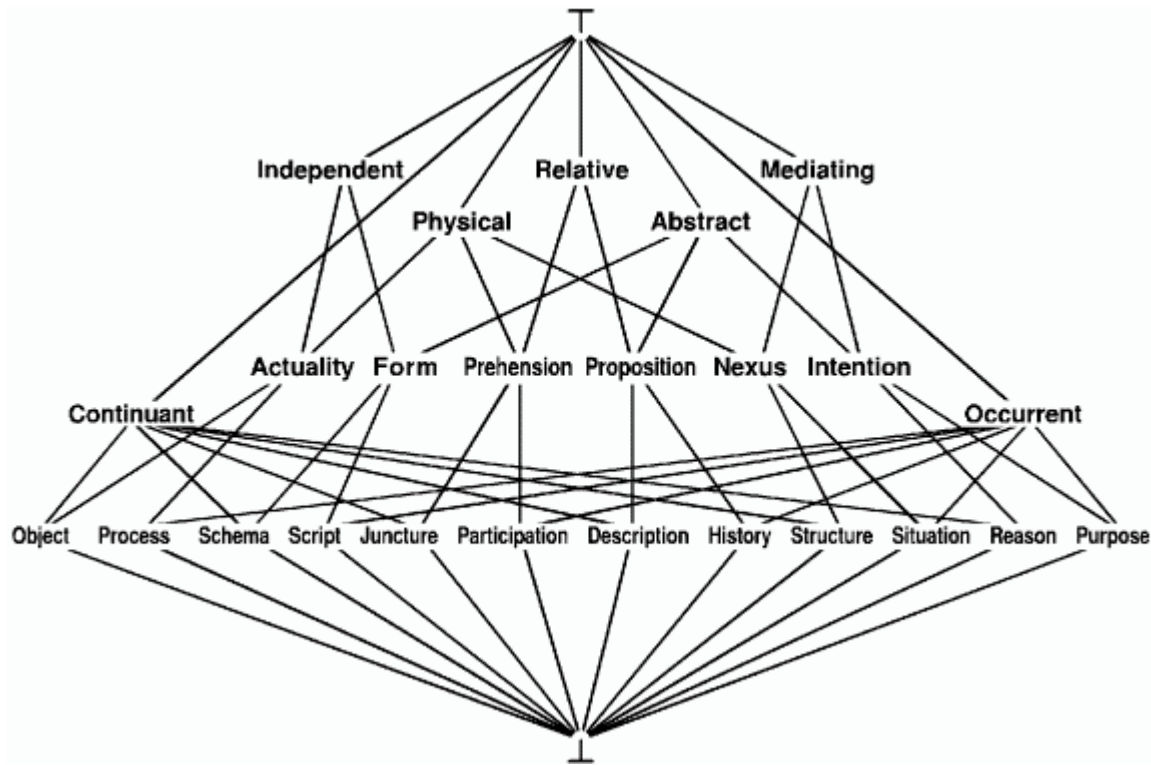 ⊤
Independent Relative Mediating
Physical Abstract
Actuality Form Prehension Proposition Nexus Intention
Continuant Occurrent
Object Process Schema Script Juncture Participation Description History Structure Situation Reason Purpose
⊥